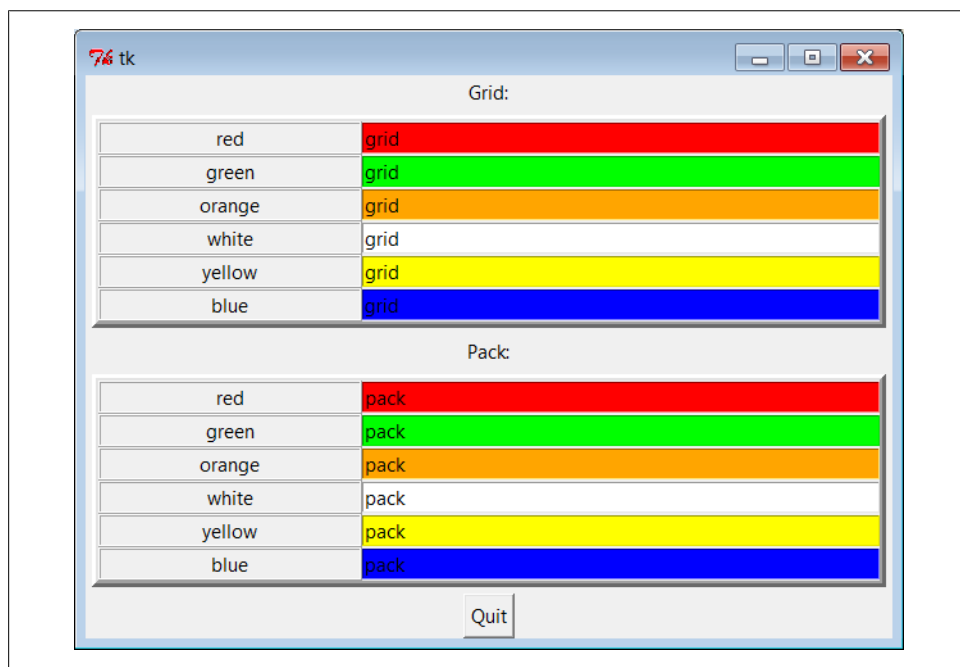 tk
Grid:
red grid
green grid
orange grid
white grid
yellow grid
blue grid
Pack:
red pack
green pack
orange pack
white pack
yellow pack
blue pack
Quit